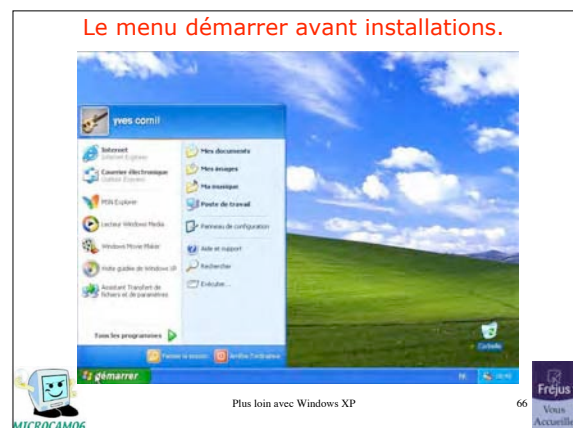 Le menu démarrer avant installations.
yves cornil
Internet
Internet Explorer
Courrier électronique
Outlook Express
MSN Explorer
Lecteur Windows Media
Windows Movie Maker
Visite guidée de Windows XP
Assistant Transfert de
fichiers et de paramètres
Tous les programmes
Mes documents
Mes images
Ma musique
Poste de travail
Panneau de configuration
Aide et support
Rechercher
Exécuter...
Fermer la session
Arrêter l'ordinateur
Corbeille
démarrer
FR
Plus loin avec Windows XP
66
MICROCAM06
Fréjus
Vous
Accueille